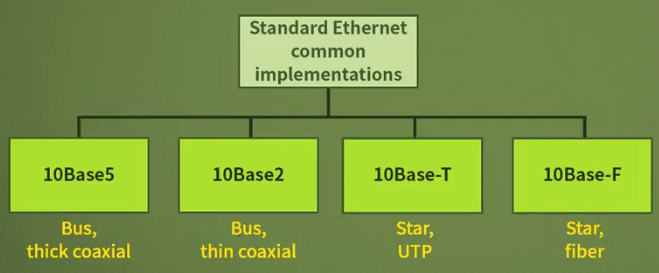 Standard Ethernet
common
implementations
10Base5
10Base2
10Base-T
10Base-F
Bus,
thick coaxial
Bus,
thin coaxial
Star,
UTP
Star,
fiber